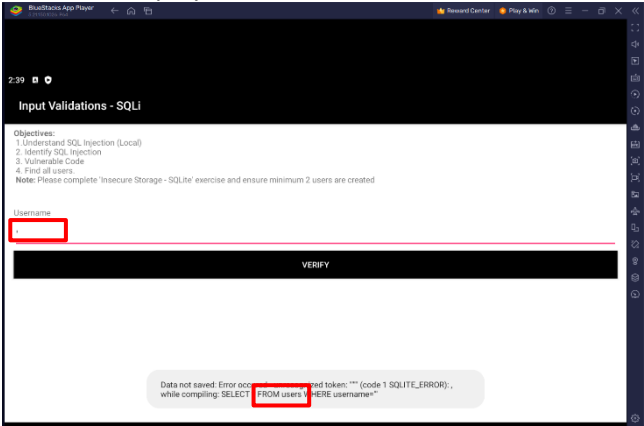 BlueStacks App Player
Reward Center
Play & Win
2:39
Input Validations - SQLi
Objectives:
1.Understand SQL Injection (Local)
2. Identify SQL Injection
3. Vulnerable Code
4. Find all users.
Note: Please complete 'Insecure Storage - SQLite' exercise and ensure minimum 2 users are created
Username
'
VERIFY
Data not saved: Error token: "'" (code 1 SQLITE_ERROR): ,
while compiling: SELECT FROM users WHERE username='''